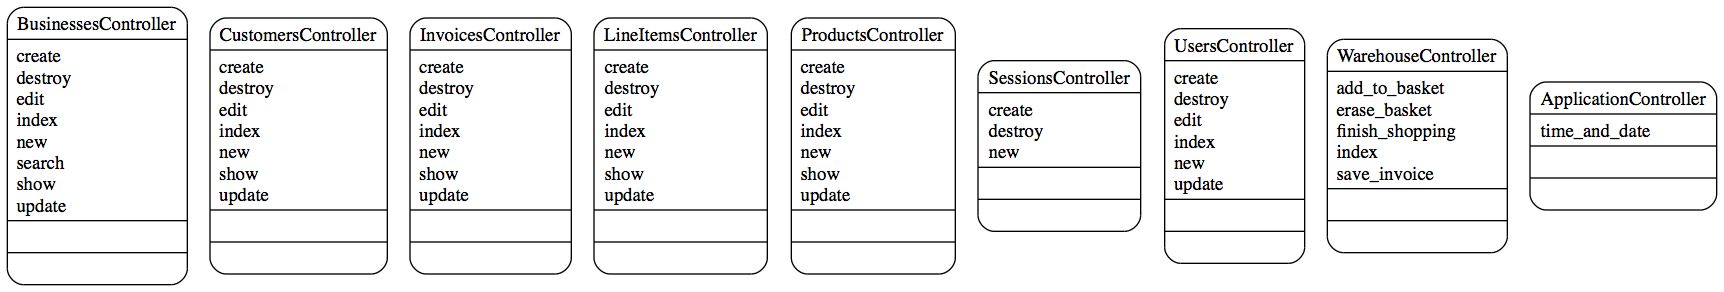 BusinessesController
create
destroy
edit
index
new
search
show
update
CustomersController
create
destroy
edit
index
new
show
update
InvoicesController
create
destroy
edit
index
new
show
update
LineItemsController
create
destroy
edit
index
new
show
update
ProductsController
create
destroy
edit
index
new
show
update
SessionsController
create
destroy
new
UsersController
create
destroy
edit
index
new
update
WarehouseController
add_to_basket
erase_basket
finish_shopping
index
save_invoice
ApplicationController
time_and_date